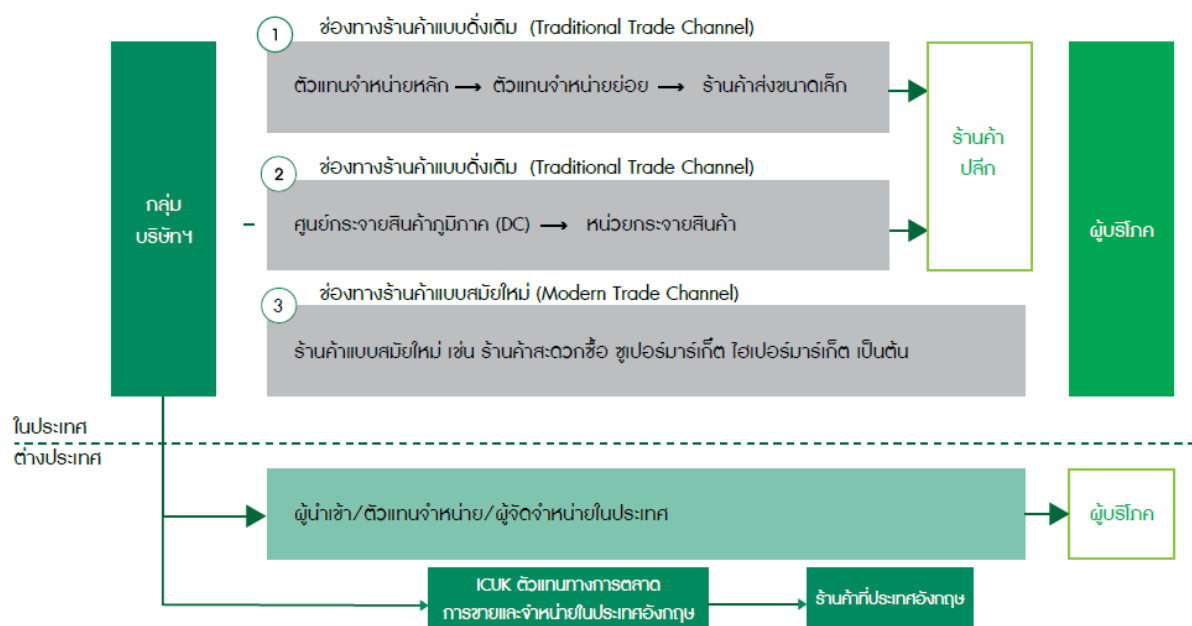 1 ช่องทางร้านค้าแบบดั่งเดิม (Traditional Trade Channel)
ตัวแทนจำหน่ายหลัก → ตัวแทนจำหน่ายย่อย → ร้านค้าส่งขนาดเล็ก
2 ช่องทางร้านค้าแบบดั่งเดิม (Traditional Trade Channel)
ศูนย์กระจายสินค้าภูมิภาค (DC) → หน่วยกระจายสินค้า
3 ช่องทางร้านค้าแบบสมัยใหม่ (Modern Trade Channel)
ร้านค้าแบบสมัยใหม่ เช่น ร้านค้าสะดวกซื้อ ซูเปอร์มาร์เก็ต ไฮเปอร์มาร์เก็ต เป็นต้น
กลุ่ม
บริษัทฯ
ร้านค้า
ปลีก
ผู้บริโภค
ในประเทศ
ต่างประเทศ
ผู้นำเข้า/ตัวแทนจำหน่าย/ผู้จัดจำหน่ายในประเทศ
ผู้บริโภค
ICUK ตัวแทนทางการตลาด
การขายและจำหน่ายในประเทศอังกฤษ
ร้านค้าที่ประเทศอังกฤษ